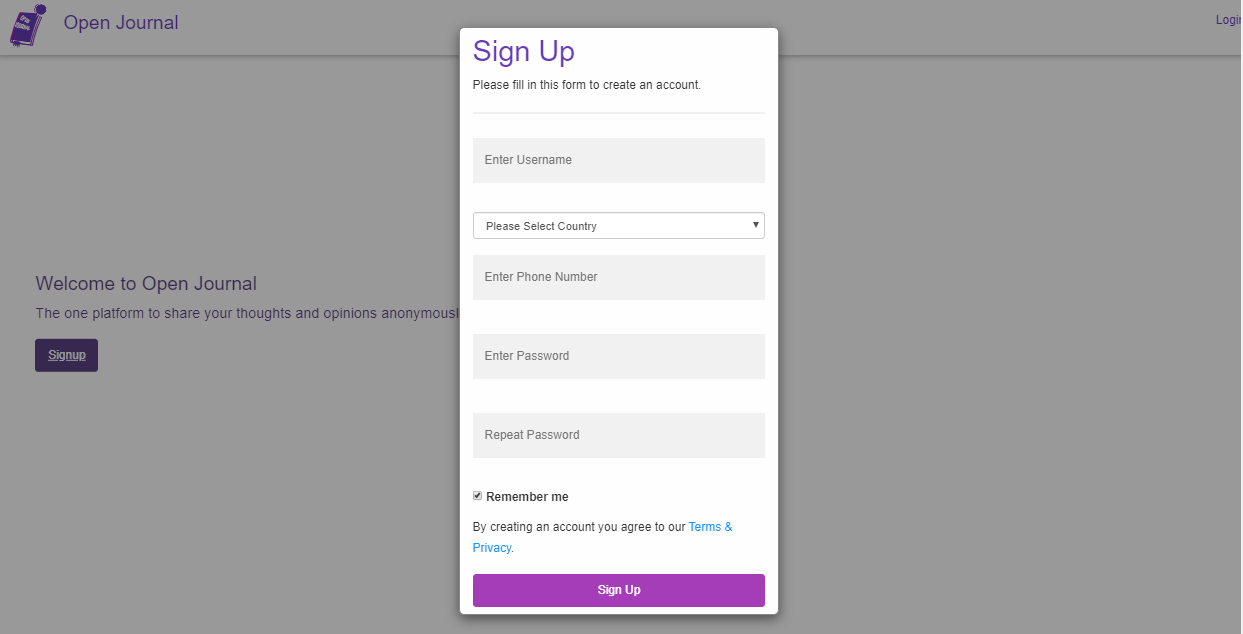 Open Journal
Sign Up
Please fill in this form to create an account.
Enter Username
Please Select Country
Enter Phone Number
Enter Password
Repeat Password
Remember me
By creating an account you agree to our Terms &
Privacy.
Sign Up
Welcome to Open Journal
The one platform to share your thoughts and opinions
Signup